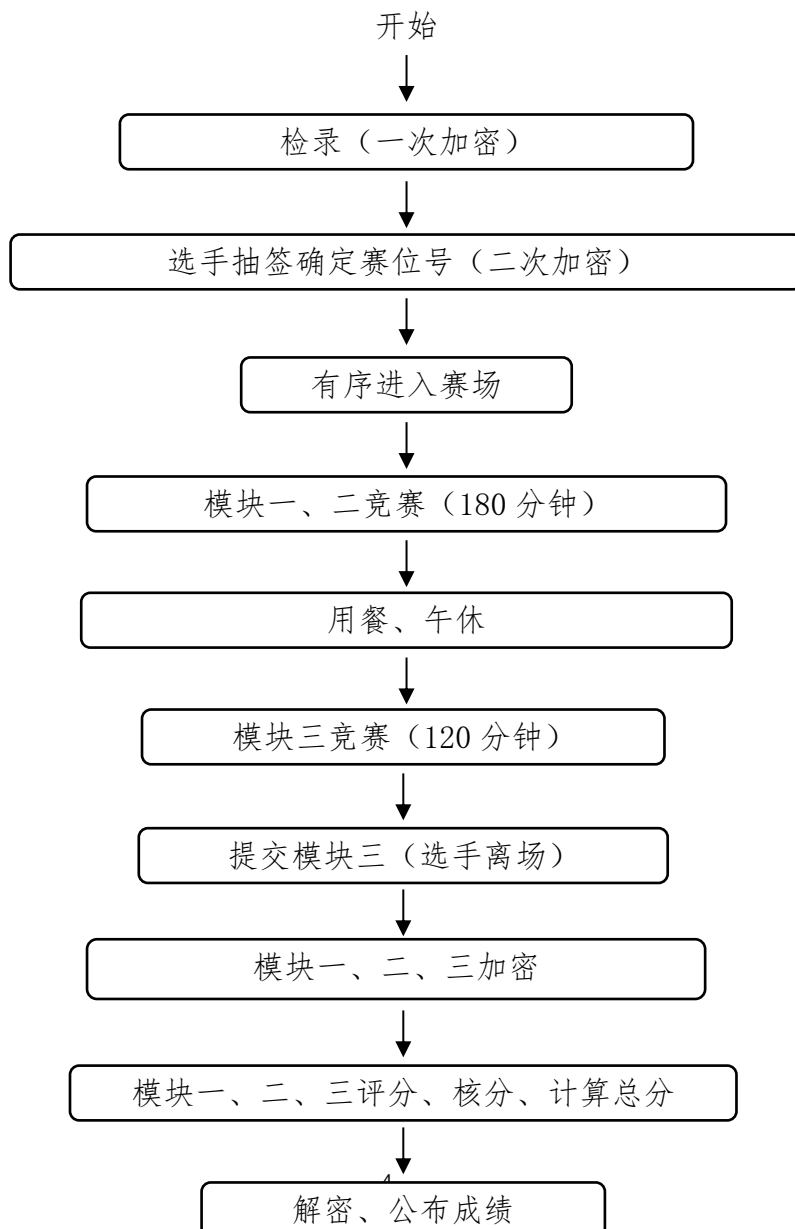 开始
检录（一次加密）
选手抽签确定赛位号（二次加密）
有序进入赛场
模块一、二竞赛（180 分钟）
用餐、午休
模块三竞赛（120 分钟）
提交模块三（选手离场）
模块一、二、三加密
模块一、二、三评分、核分、计算总分
4
解密、公布成绩